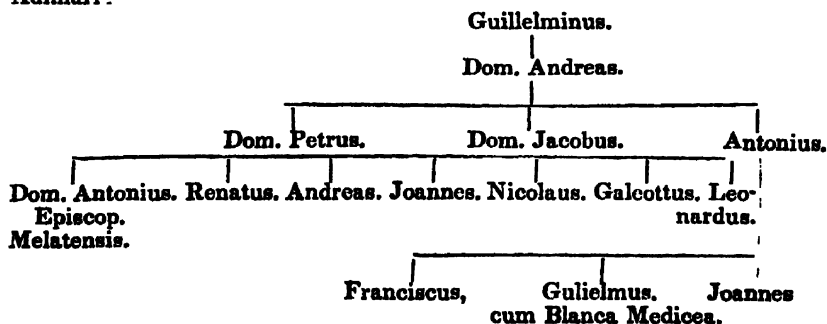 Guillelminus.
Dom. Andreas.
Dom. Petrus. Dom. Jacobus. Antonius.
Dom. Antonius. Renatus. Andreas. Joannes. Nicolaus. Galeottus. Leo-
Episcop. nardus.
Melatensis.
Franciscus, Gulielmus. Joannes
cum Blanca Medicea.